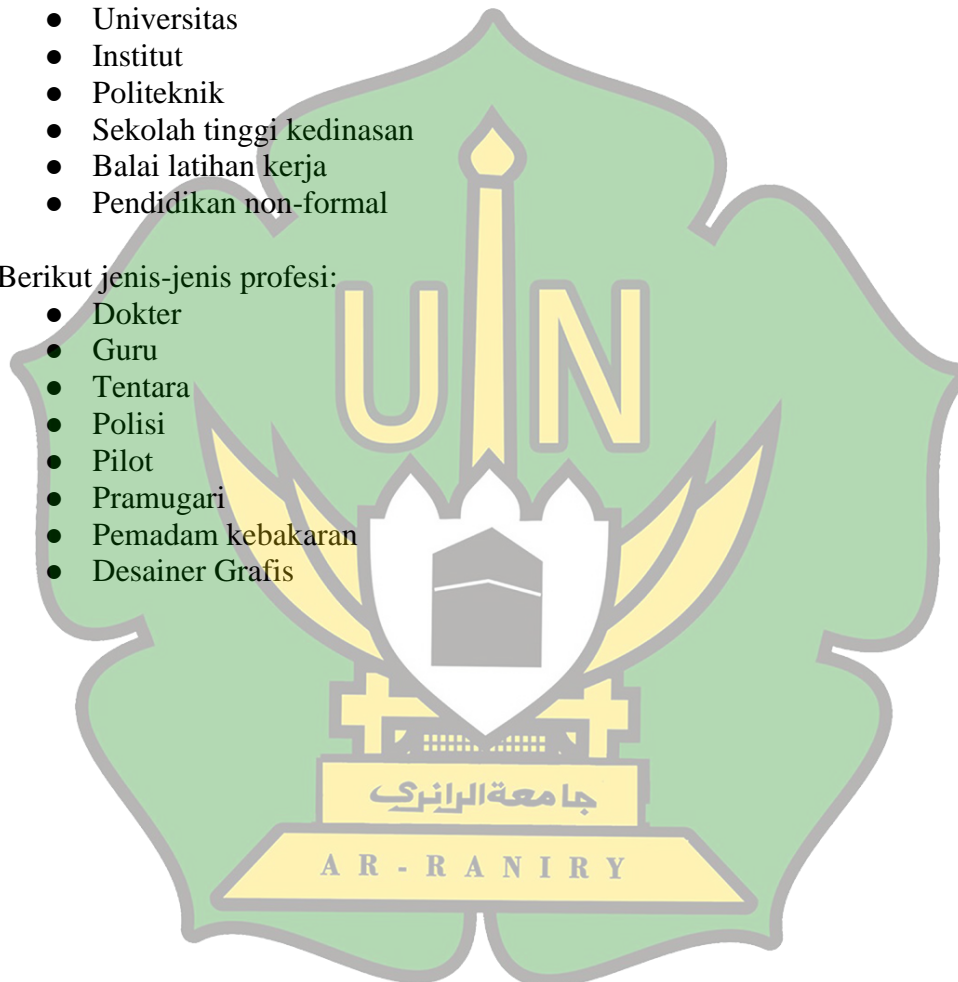 ● Universitas
● Institut
● Politeknik
● Sekolah tinggi kedinasan
● Balai latihan kerja
● Pendidikan non-formal
Berikut jenis-jenis profesi:
● Dokter
● Guru
● Tentara
● Polisi
● Pilot
● Pramugari
● Pemadam kebakaran
● Desainer Grafis
UIN
جامعة الرانري
AR-RANIRY